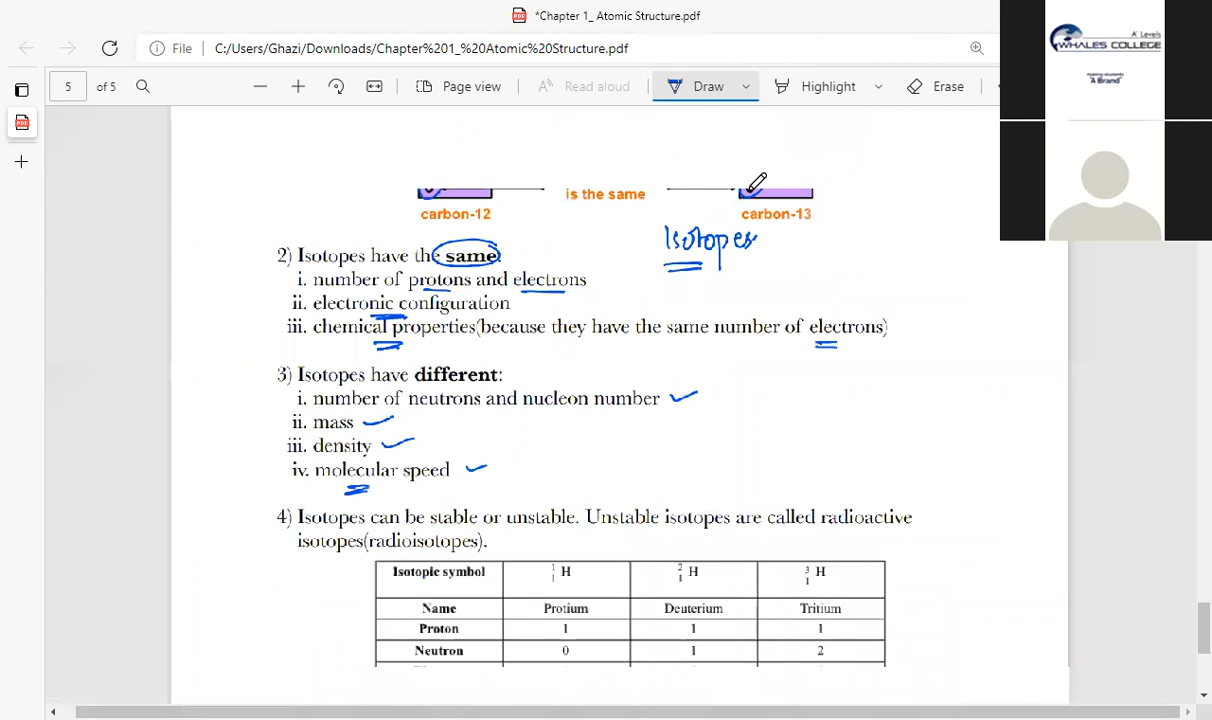 *Chapter 1_ Atomic Structure.pdf
File C:/Users/Ghazi/Downloads/Chapter%201_%20Atomic%20Structure.pdf
5 of 5 Page view Read aloud Draw Highlight Erase
A' Levels
WHALES COLLEGE
making students
"A Brand"
is the same
carbon-12 carbon-13
Isotopes
2) Isotopes have the same:
i. number of protons and electrons
ii. electronic configuration
iii. chemical properties(because they have the same number of electrons)
3) Isotopes have different:
i. number of neutrons and nucleon number
ii. mass
iii. density
iv. molecular speed
4) Isotopes can be stable or unstable. Unstable isotopes are called radioactive
isotopes(radioisotopes).
Isotopic symbol ¹₁H ²₁H ³₁H
Name Protium Deuterium Tritium
Proton 1 1 1
Neutron 0 1 2